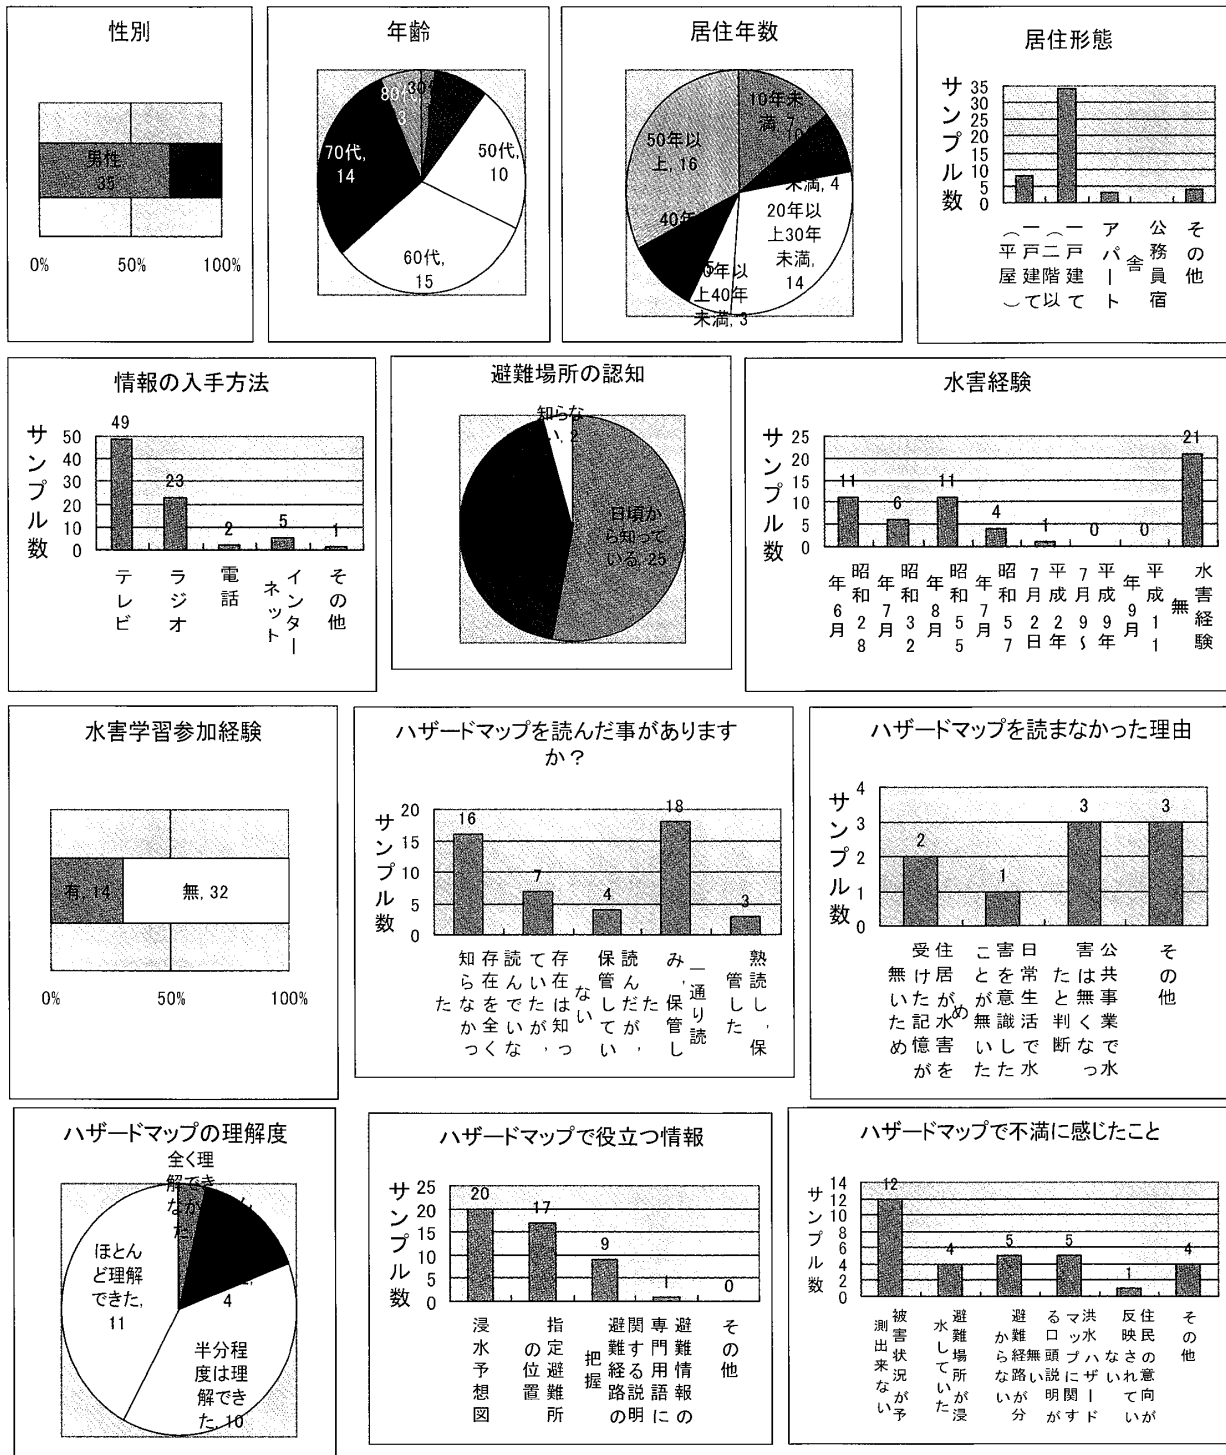 性別
男性
35
0%
50%
100%
年齢
30
50代,
10
60代,
15
70代,
14
80代,
3
居住年数
10年未
満, 7
未満, 4
20年以
上30年
未満,
14
年以
上40年
未満, 3
40年
50年以
上, 16
居住形態
サンプル数
35
30
25
20
15
10
5
0
一戸建て
(平屋)
一戸建て
(二階以
アパート
公務員宿
舎
その他
情報の入手方法
サンプル数
50
40
30
20
10
0
49
23
2
5
1
テレビ
ラジオ
電話
インター
ネット
その他
避難場所の認知
知らな
い, 2
日頃か
ら知って
いる, 25
水害経験
サンプル数
25
20
15
10
5
0
11
6
11
4
1
0
0
21
昭和28
年6月
昭和32
年7月
昭和55
年8月
昭和57
年7月
平成2年
7月2日
平成9年
7月9~
平成11
年9月
水害経験
無
水害学習参加経験
有, 14
無, 32
0%
50%
100%
ハザードマップを読んだ事があります
か?
サンプル数
20
15
10
5
0
16
7
4
18
3
存在を全く
知らなかっ
た
存在は知っ
ていたが,
読んでいな
読んだが,
保管してい
ない
一通り読
み,保管し
た
熟読し,保
管した
ハザードマップを読まなかった理由
サンプル数
4
3
2
1
0
2
1
3
3
住居が水害を
受けた記憶が
無いため
日常生活で水
害を意識した
ことが無いた
め
公共事業で水
害は無くなっ
たと判断
その他
ハザードマップの理解度
全く理
解でき
なかっ
た
4
半分程
度は理
解でき
た, 10
ほとん
ど理解
できた,
11
ハザードマップで役立つ情報
サンプル数
25
20
15
10
5
0
20
17
9
1
0
浸水予想図
指定避難所
の位置
避難経路の
把握
避難情報の
専門用語に
関する説明
その他
ハザードマップで不満に感じたこと
サンプル数
14
12
10
8
6
4
2
0
12
4
5
5
1
4
被害状況が予
測出来ない
避難場所が浸
水していた
避難経路が分
からない
洪水ハザード
マップに関す
る口頭説明が
無い
住民の意向が
反映されてい
ない
その他